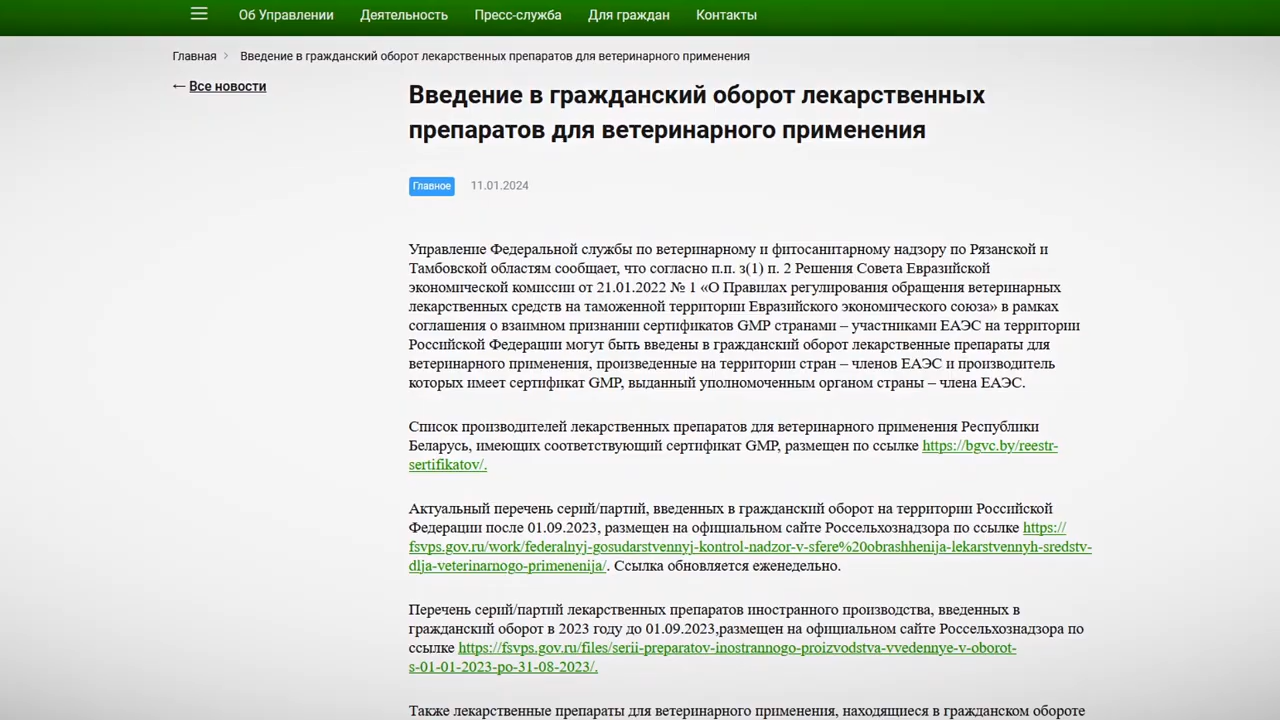 Об Управлении Деятельность Пресс-служба Для граждан Контакты
Главная > Введение в гражданский оборот лекарственных препаратов для ветеринарного применения
← Все новости
Введение в гражданский оборот лекарственных
препаратов для ветеринарного применения
Главное 11.01.2024
Управление Федеральной службы по ветеринарному и фитосанитарному надзору по Рязанской и
Тамбовской областям сообщает, что согласно п.п. з(1) п. 2 Решения Совета Евразийской
экономической комиссии от 21.01.2022 № 1 «О Правилах регулирования обращения ветеринарных
лекарственных средств на таможенной территории Евразийского экономического союза» в рамках
соглашения о взаимном признании сертификатов GMP странами – участниками ЕАЭС на территории
Российской Федерации могут быть введены в гражданский оборот лекарственные препараты для
ветеринарного применения, произведенные на территории стран – членов ЕАЭС и производитель
которых имеет сертификат GMP, выданный уполномоченным органом страны – члена ЕАЭС.
Список производителей лекарственных препаратов для ветеринарного применения Республики
Беларусь, имеющих соответствующий сертификат GMP, размещен по ссылке https://bgvc.by/reestr-
sertifikatov/.
Актуальный перечень серий/партий, введенных в гражданский оборот на территории Российской
Федерации после 01.09.2023, размещен на официальном сайте Россельхознадзора по ссылке https://
fsvps.gov.ru/work/federalnyj-gosudarstvennyj-kontrol-nadzor-v-sfere%20obrashhenija-lekarstvennyh-sredstv-
dlja-veterinarnogo-primenenija/. Ссылка обновляется еженедельно.
Перечень серий/партий лекарственных препаратов иностранного производства, введенных в
гражданский оборот в 2023 году до 01.09.2023,размещен на официальном сайте Россельхознадзора по
ссылке https://fsvps.gov.ru/files/serii-preparatov-inostrannogo-proizvodstva-vvedennye-v-oborot-
s-01-01-2023-po-31-08-2023/.
Также лекарственные препараты для ветеринарного применения, находящиеся в гражданском обороте